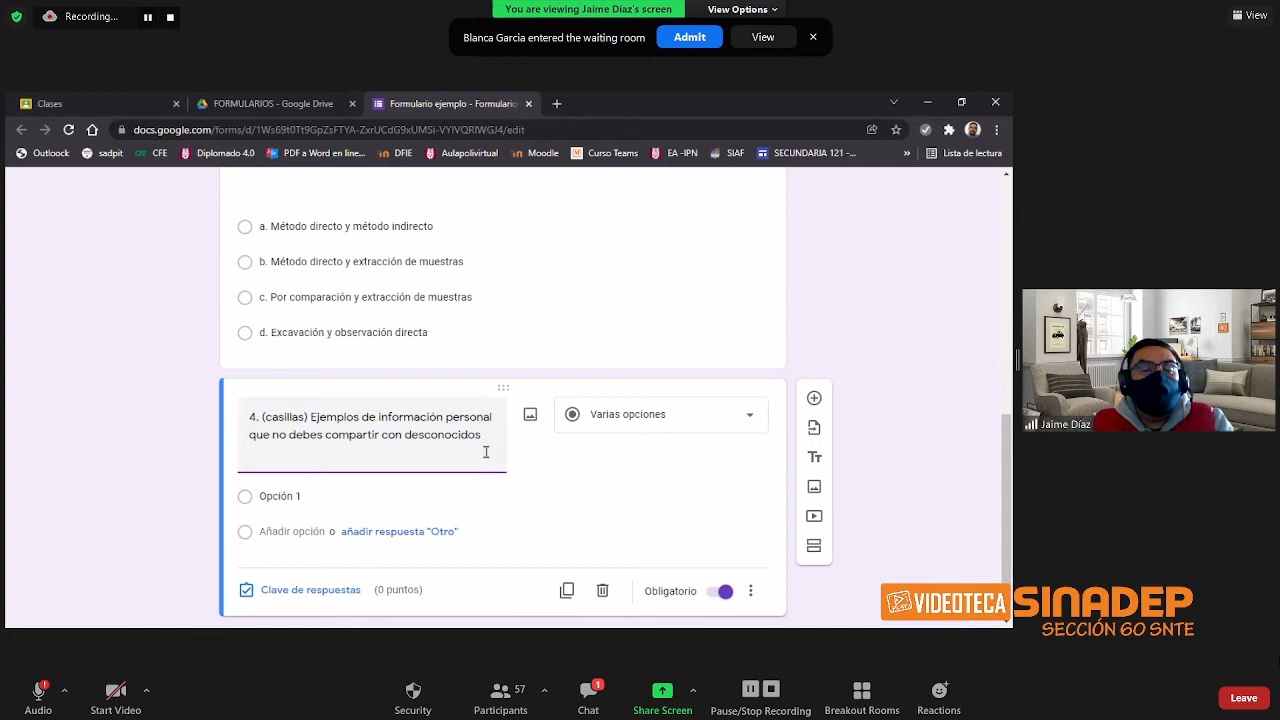 Recording...
You are viewing Jaime Díaz's screen
View Options
View
Blanca Garcia entered the waiting room
Admit
View
Clases
FORMULARIOS - Google Drive
Formulario ejemplo - Formularios
docs.google.com/forms/d/1Ws69t0Tt9GpZsFTYA-ZxrUCdG9xUMSi-VYIVQRIWGJ4/edit
Outloock
sadpit
CFE
CFE
Diplomado 4.0
PDF a Word en line...
DFIE
Aulapolivirtual
Moodle
Curso Teams
EA -IPN
SIAF
SECUNDARIA 121 -...
»
Lista de lectura
a. Método directo y método indirecto
b. Método directo y extracción de muestras
c. Por comparación y extracción de muestras
d. Excavación y observación directa
4. (casillas) Ejemplos de información personal
que no debes compartir con desconocidos
Varias opciones
Tт
Opción 1
Añadir opción o añadir respuesta "Otro"
Clave de respuestas (0 puntos)
Obligatorio
Jaime Díaz
VIDEOTECA
SINADEP
SECCIÓN 60 SNTE
Audio
Start Video
Security
57
Participants
1
Chat
Share Screen
Pause/Stop Recording
Breakout Rooms
Reactions
Leave